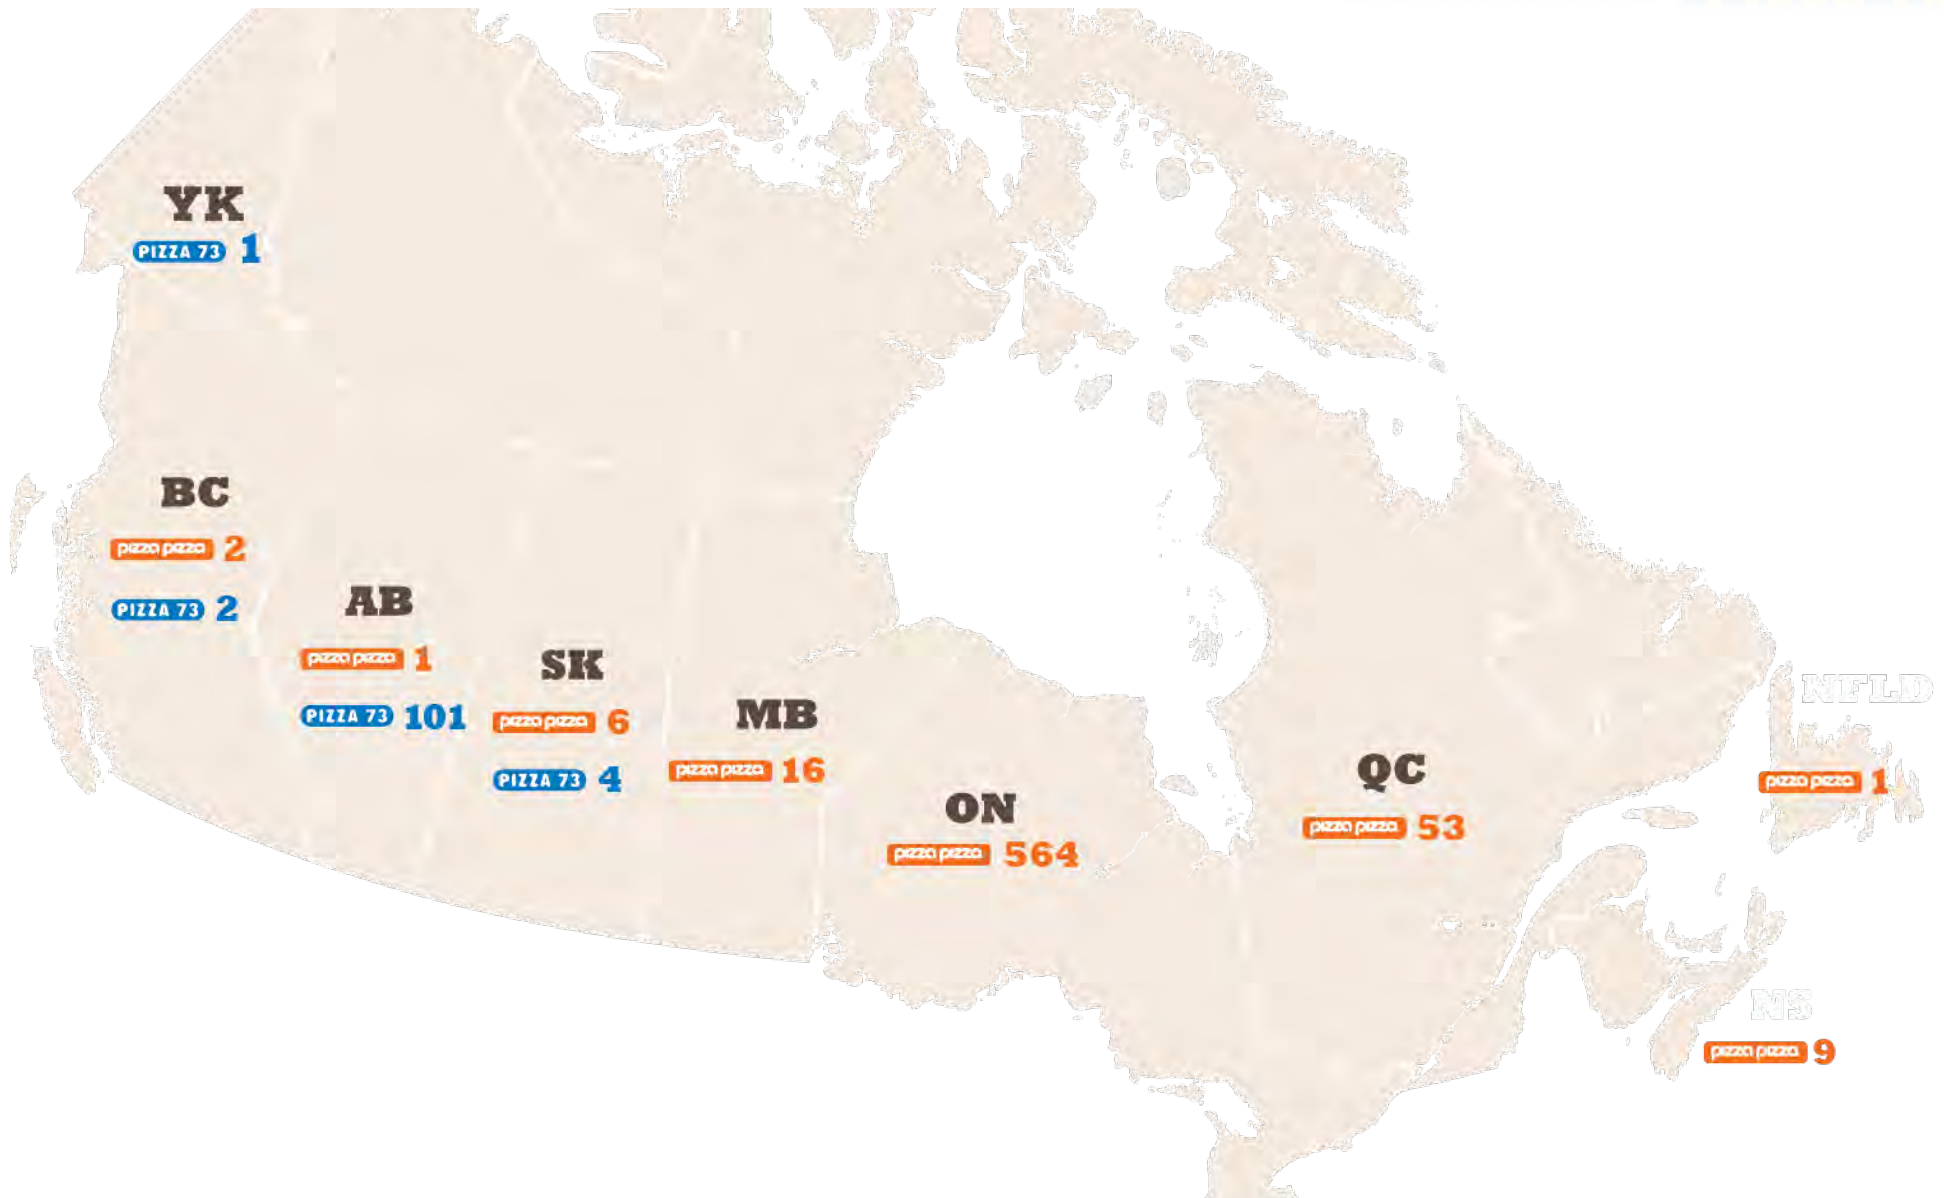 YK
PIZZA 73 1
BC
pizza pizza 2
PIZZA 73 2
AB
pizza pizza 1
PIZZA 73 101
SK
pizza pizza 6
PIZZA 73 4
MB
pizza pizza 16
ON
pizza pizza 564
QC
pizza pizza 53
NFLD
pizza pizza 1
NS
pizza pizza 9